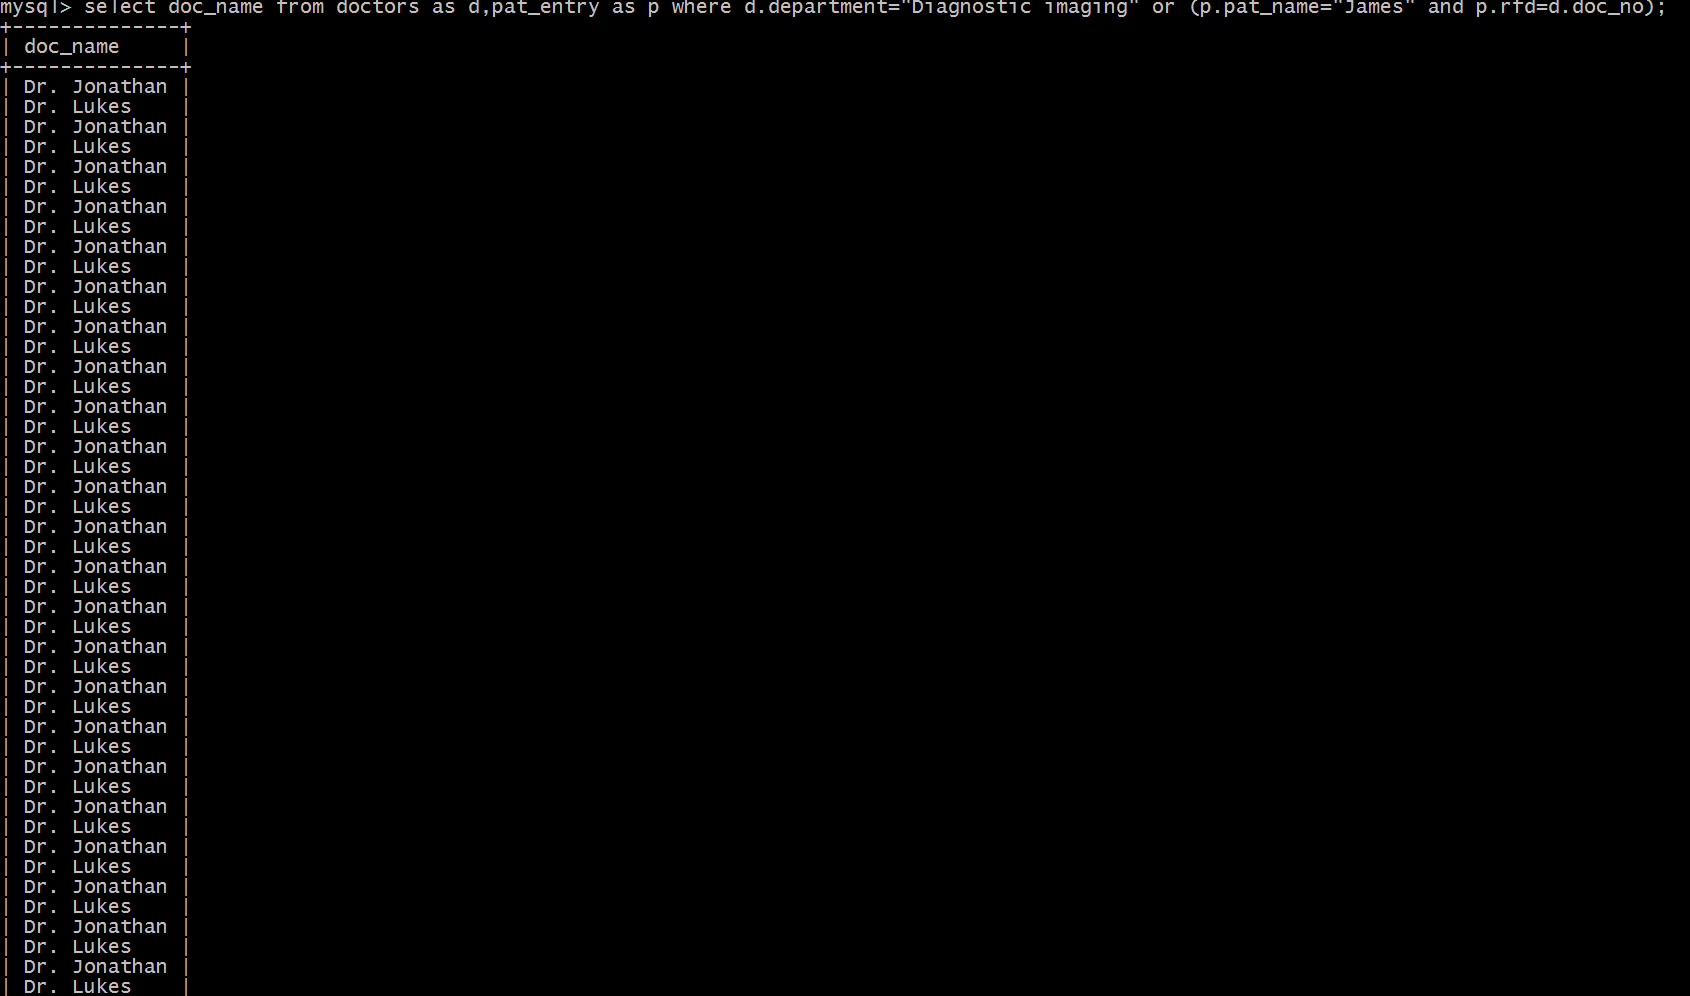 mysql> select doc_name from doctors as d,pat_entry as p where d.department="Diagnostic imaging" or (p.pat_name="James" and p.rfd=d.doc_no);
+--------------+
| doc_name     |
+--------------+
| Dr. Jonathan |
| Dr. Lukes    |
| Dr. Jonathan |
| Dr. Lukes    |
| Dr. Jonathan |
| Dr. Lukes    |
| Dr. Jonathan |
| Dr. Lukes    |
| Dr. Jonathan |
| Dr. Lukes    |
| Dr. Jonathan |
| Dr. Lukes    |
| Dr. Jonathan |
| Dr. Lukes    |
| Dr. Jonathan |
| Dr. Lukes    |
| Dr. Jonathan |
| Dr. Lukes    |
| Dr. Jonathan |
| Dr. Lukes    |
| Dr. Jonathan |
| Dr. Lukes    |
| Dr. Jonathan |
| Dr. Lukes    |
| Dr. Jonathan |
| Dr. Lukes    |
| Dr. Jonathan |
| Dr. Lukes    |
| Dr. Jonathan |
| Dr. Lukes    |
| Dr. Jonathan |
| Dr. Lukes    |
| Dr. Jonathan |
| Dr. Lukes    |
| Dr. Jonathan |
| Dr. Lukes    |
| Dr. Jonathan |
| Dr. Lukes    |
| Dr. Jonathan |
| Dr. Lukes    |
| Dr. Jonathan |
| Dr. Lukes    |
| Dr. Jonathan |
| Dr. Lukes    |
| Dr. Jonathan |
| Dr. Lukes    |